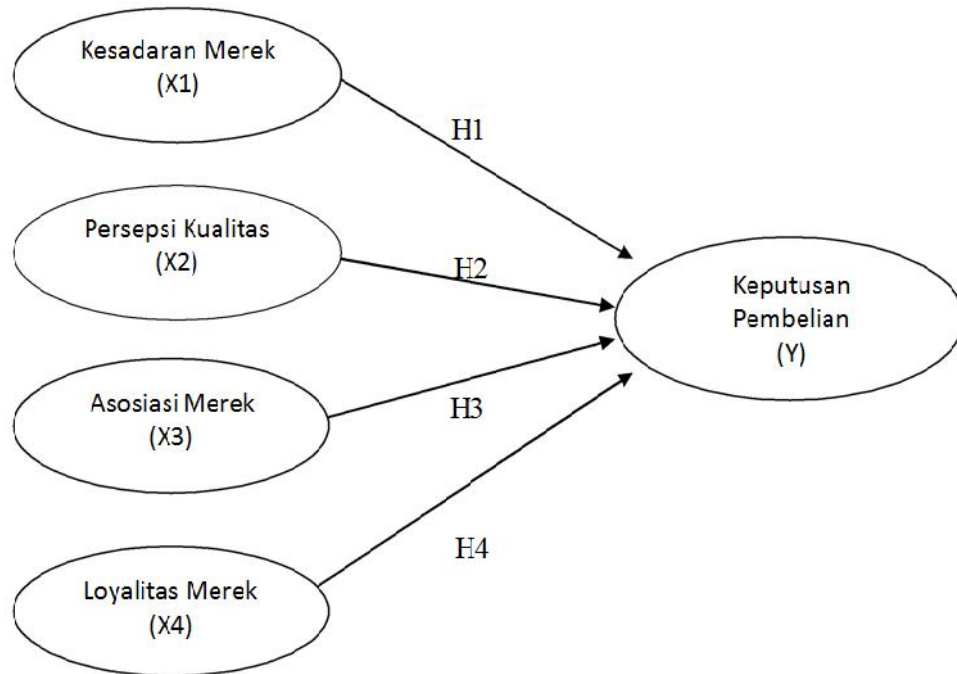 Kesadaran Merek
(X1)
H1
Persepsi Kualitas
(X2)
H2
Keputusan
Pembelian
(Y)
Asosiasi Merek
(X3)
H3
H4
Loyalitas Merek
(X4)